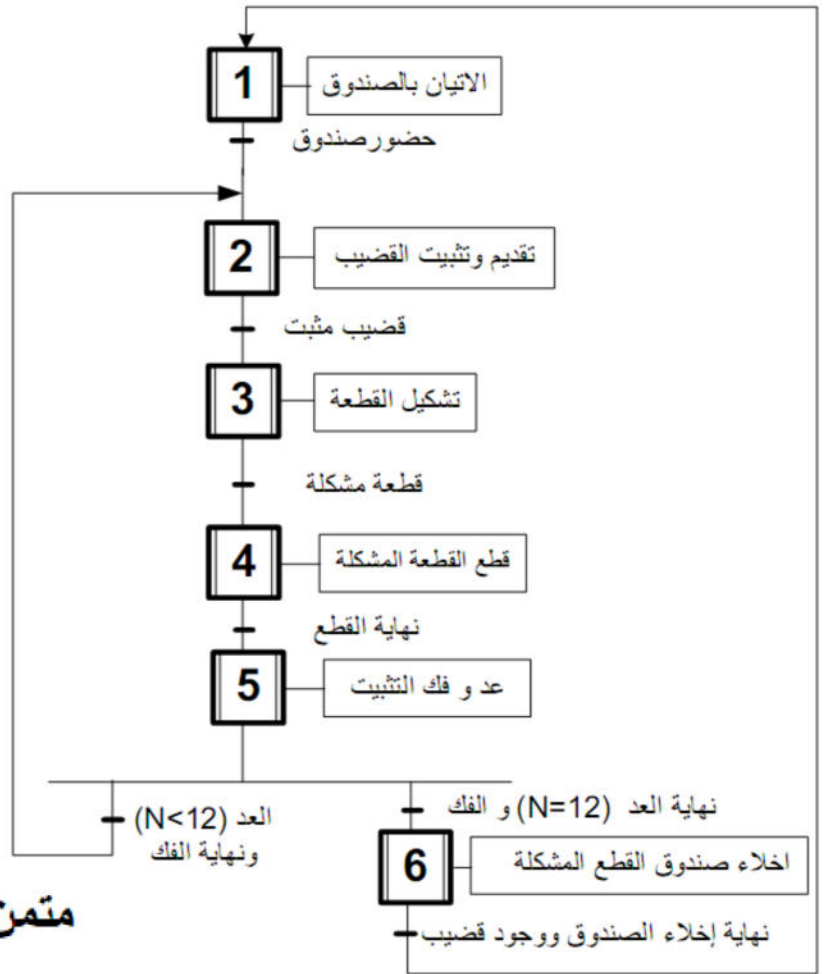 1
الاتيان بالصندوق
حضورصندوق
2
تقديم وتثبيت القضيب
قضيب مثبت
3
تشكيل القطعة
قطعة مشكلة
4
قطع القطعة المشكلة
نهاية القطع
5
عد و فك التثبيت
نهاية العد (N=12) و الفك
العد (N<12)
ونهاية الفك
6
اخلاء صندوق القطع المشكلة
نهاية إخلاء الصندوق ووجود قضيب
متمن